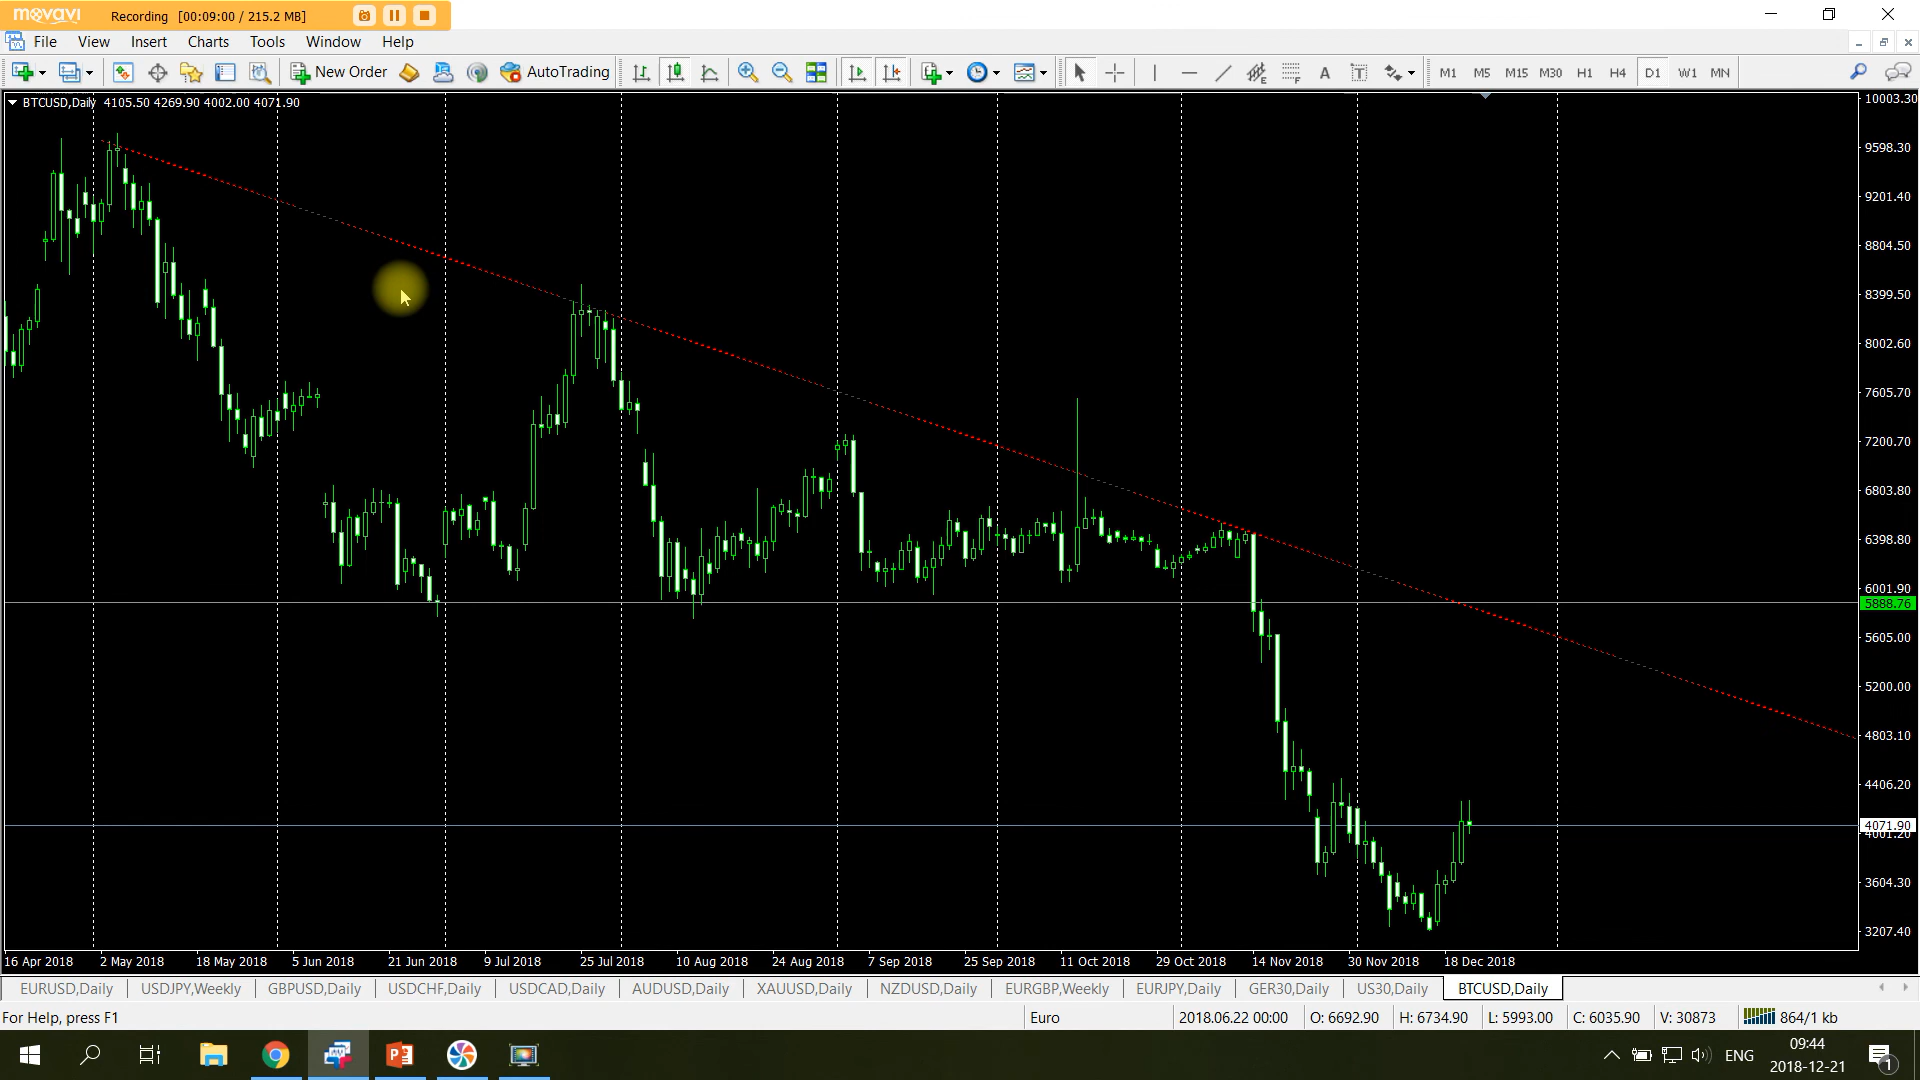 movavi Recording [00:09:00 / 215.2 MB]
File View Insert Charts Tools Window Help
New Order AutoTrading A T M1 M5 M15 M30 H1 H4 D1 W1 MN
BTCUSD,Daily 4105.50 4269.90 4002.00 4071.90
10003.30
9598.30
9201.40
8804.50
8399.50
8002.60
7605.70
7200.70
6803.80
6398.80
6001.90
5888.76
5605.00
5200.00
4803.10
4406.20
4071.90
4001.20
3604.30
3207.40
16 Apr 2018 2 May 2018 18 May 2018 5 Jun 2018 21 Jun 2018 9 Jul 2018 25 Jul 2018 10 Aug 2018 24 Aug 2018 7 Sep 2018 25 Sep 2018 11 Oct 2018 29 Oct 2018 14 Nov 2018 30 Nov 2018 18 Dec 2018
EURUSD,Daily USDJPY,Weekly GBPUSD,Daily USDCHF,Daily USDCAD,Daily AUDUSD,Daily XAUUSD,Daily NZDUSD,Daily EURGBP,Weekly EURJPY,Daily GER30,Daily US30,Daily BTCUSD,Daily
For Help, press F1 Euro 2018.06.22 00:00 O: 6692.90 H: 6734.90 L: 5993.00 C: 6035.90 V: 30873 864/1 kb
ENG 09:44
2018-12-21 1